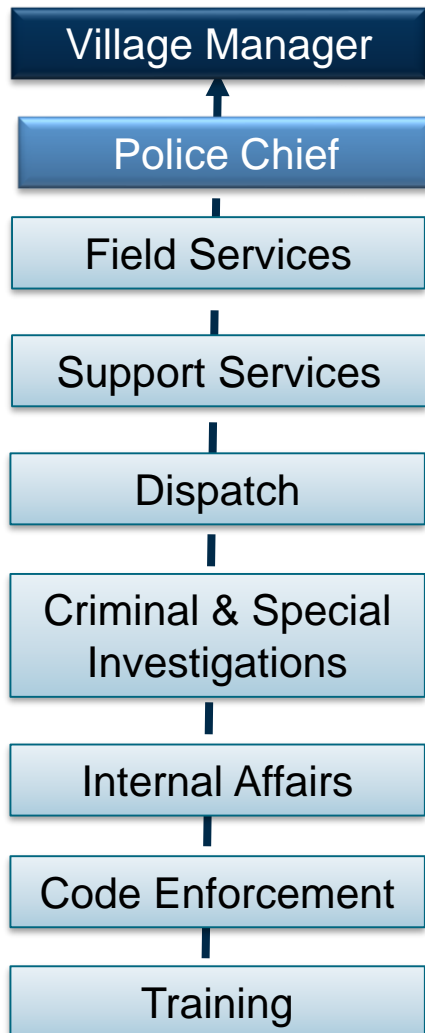 Village Manager
Police Chief
Field Services
Support Services
Dispatch
Criminal & Special
Investigations
Internal Affairs
Code Enforcement
Training